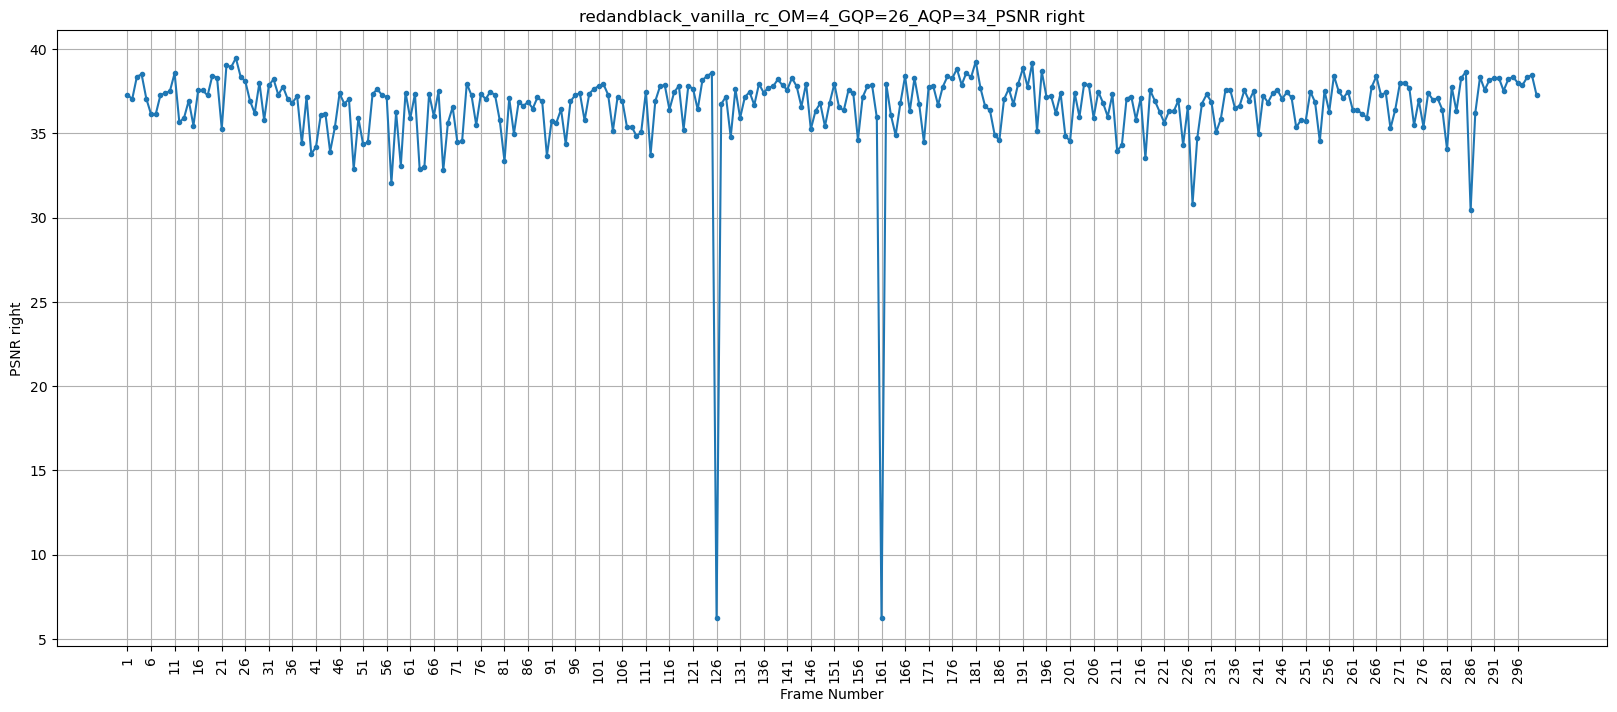 redandblack_vanilla_rc_OM=4_GQP=26_AQP=34_PSNR right
40
35
30
25
20
15
10
5
PSNR right
1 6 11 16 21 26 31 36 41 46 51 56 61 66 71 76 81 86 91 96 101 106 111 116 121 126 131 136 141 146 151 156 161 166 171 176 181 186 191 196 201 206 211 216 221 226 231 236 241 246 251 256 261 266 271 276 281 286 291 296
Frame Number